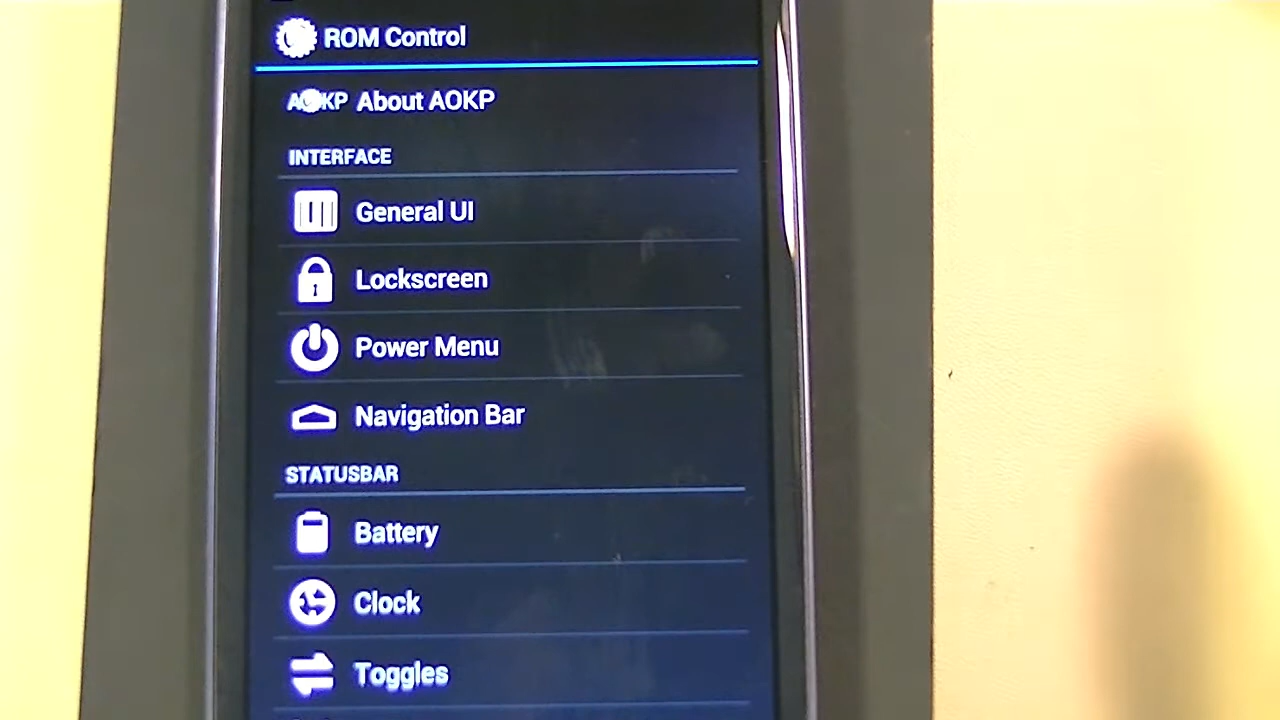 ROM Control
AOKP About AOKP
INTERFACE
General UI
Lockscreen
Power Menu
Navigation Bar
STATUSBAR
Battery
Clock
Toggles